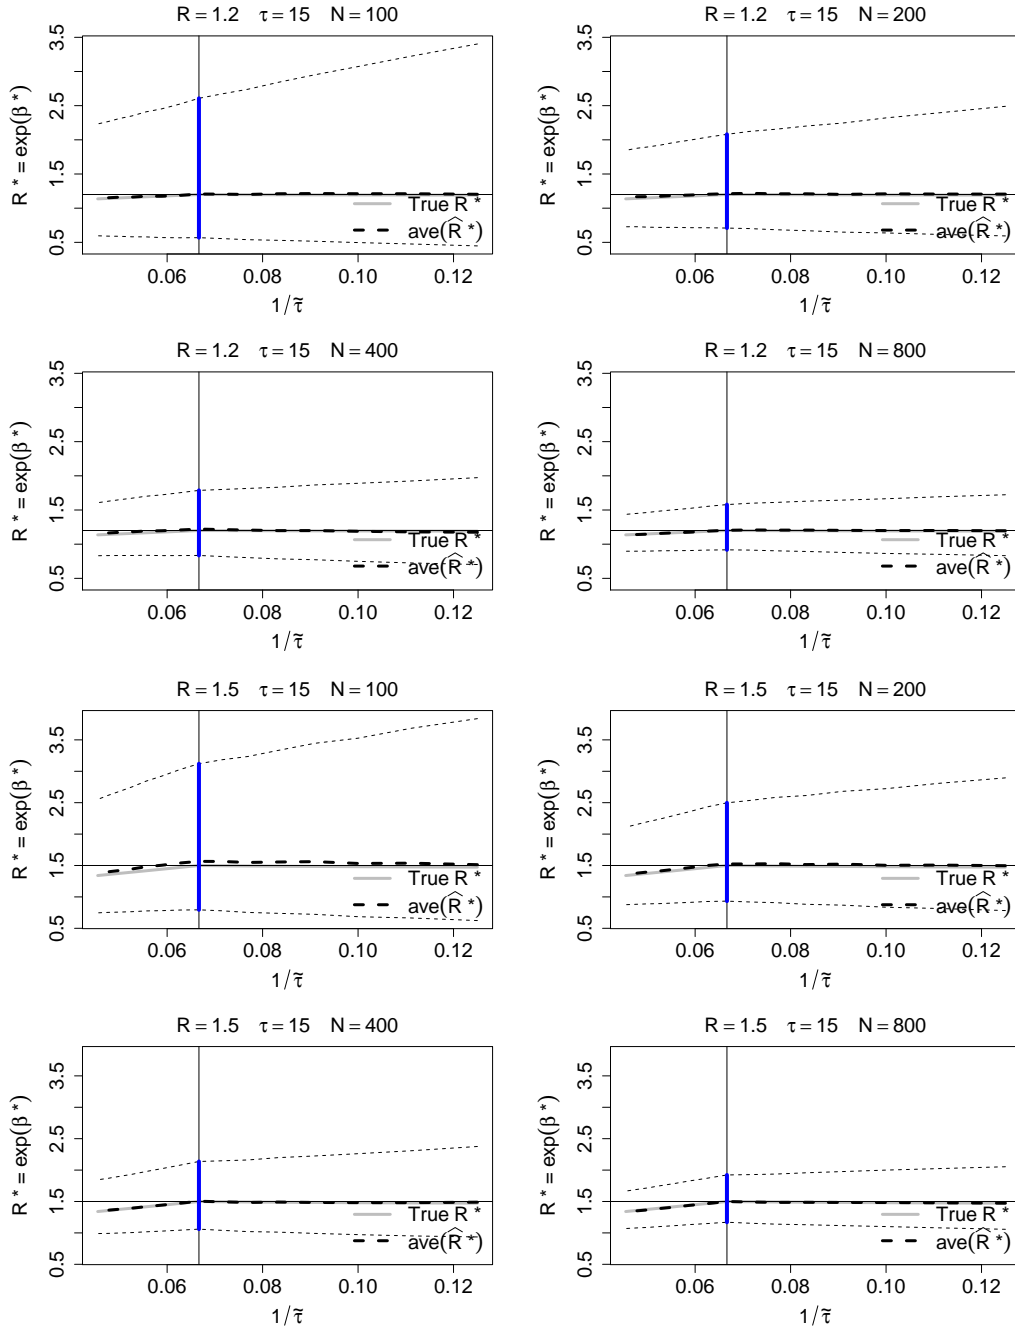 R = 1.2 τ = 15 N = 100
R* = exp(β*)
3.5
2.5
1.5
0.5
True R*
ave(R̂*)
0.06 0.08 0.10 0.12
1/τ̃
R = 1.2 τ = 15 N = 200
R* = exp(β*)
3.5
2.5
1.5
0.5
True R*
ave(R̂*)
0.06 0.08 0.10 0.12
1/τ̃
R = 1.2 τ = 15 N = 400
R* = exp(β*)
3.5
2.5
1.5
0.5
True R*
ave(R̂*)
0.06 0.08 0.10 0.12
1/τ̃
R = 1.2 τ = 15 N = 800
R* = exp(β*)
3.5
2.5
1.5
0.5
True R*
ave(R̂*)
0.06 0.08 0.10 0.12
1/τ̃
R = 1.5 τ = 15 N = 100
R* = exp(β*)
3.5
2.5
1.5
0.5
True R*
ave(R̂*)
0.06 0.08 0.10 0.12
1/τ̃
R = 1.5 τ = 15 N = 200
R* = exp(β*)
3.5
2.5
1.5
0.5
True R*
ave(R̂*)
0.06 0.08 0.10 0.12
1/τ̃
R = 1.5 τ = 15 N = 400
R* = exp(β*)
3.5
2.5
1.5
0.5
True R*
ave(R̂*)
0.06 0.08 0.10 0.12
1/τ̃
R = 1.5 τ = 15 N = 800
R* = exp(β*)
3.5
2.5
1.5
0.5
True R*
ave(R̂*)
0.06 0.08 0.10 0.12
1/τ̃